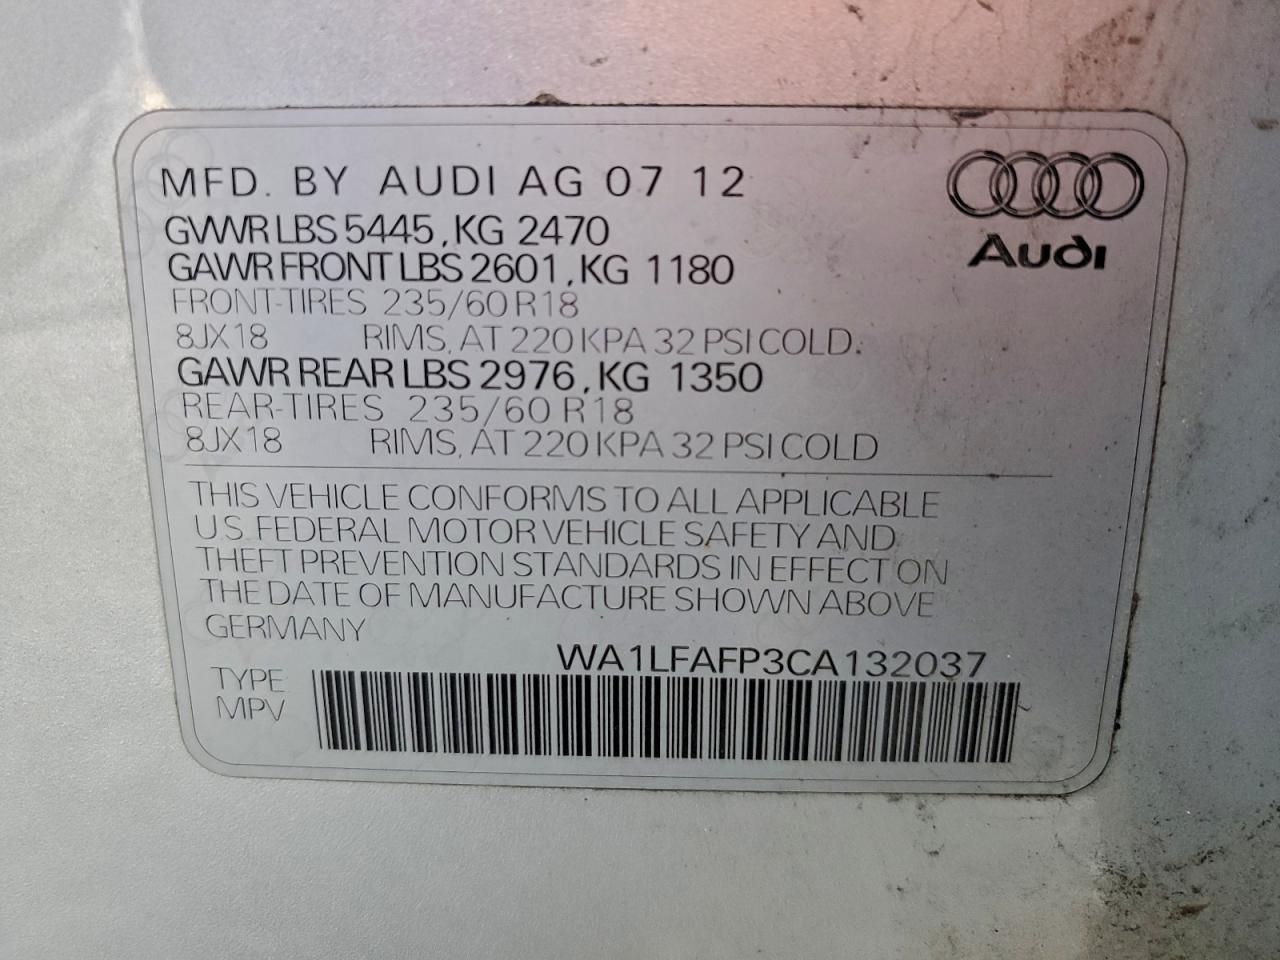 MFD. BY AUDI AG 07 12
GVWR LBS 5445, KG 2470
GAWR FRONT LBS 2601, KG 1180
FRONT-TIRES 235/60 R18
8JX18 RIMS, AT 220 KPA 32 PSI COLD.
GAWR REAR LBS 2976, KG 1350
REAR-TIRES 235/60 R18
8JX18 RIMS, AT 220 KPA 32 PSI COLD
Audi
THIS VEHICLE CONFORMS TO ALL APPLICABLE
U.S. FEDERAL MOTOR VEHICLE SAFETY AND
THEFT PREVENTION STANDARDS IN EFFECT ON
THE DATE OF MANUFACTURE SHOWN ABOVE
GERMANY
WA1LFAFP3CA132037
TYPE
MPV